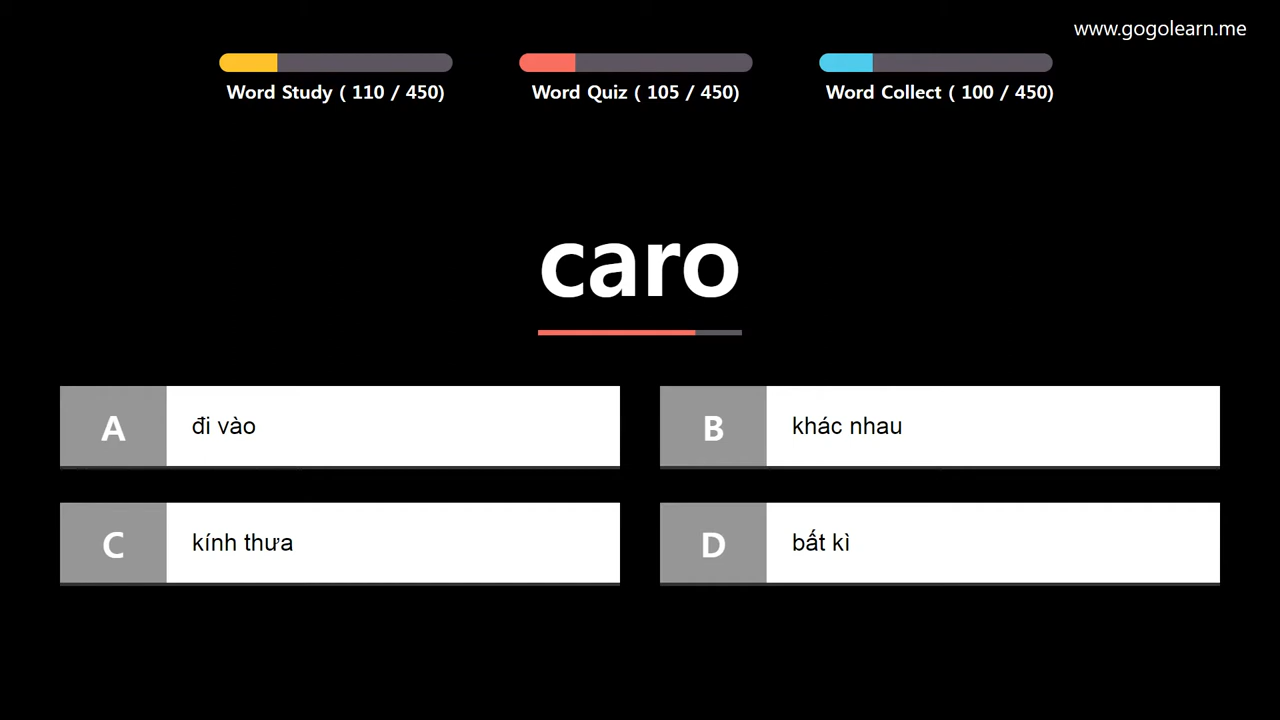 www.gogolearn.me
Word Study ( 110 / 450)
Word Quiz ( 105 / 450)
Word Collect ( 100 / 450)
caro
A đi vào
B khác nhau
C kính thưa
D bất kì